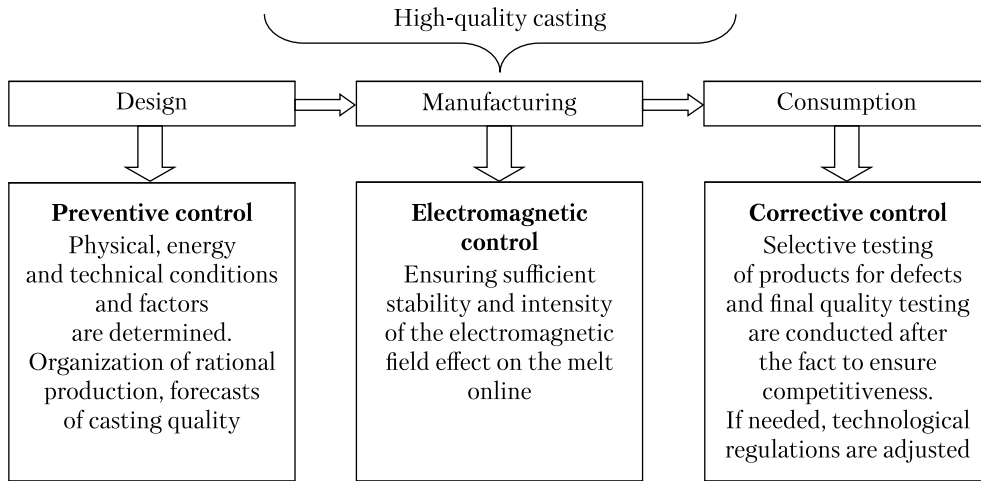 High-quality casting
Design
Manufacturing
Consumption
Preventive control
Physical, energy
and technical conditions
and factors
are determined.
Organization of rational
production, forecasts
of casting quality
Electromagnetic
control
Ensuring sufficient
stability and intensity
of the electromagnetic
field effect on the melt
online
Corrective control
Selective testing
of products for defects
and final quality testing
are conducted after
the fact to ensure
competitiveness.
If needed, technological
regulations are adjusted